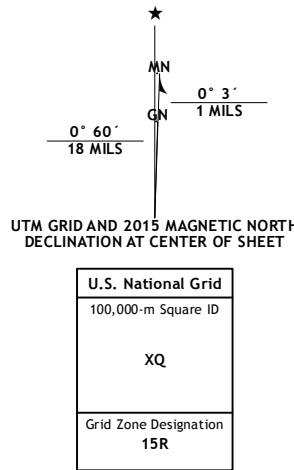 MN
0° 3´
1 MILS
GN
0° 60´
18 MILS
UTM GRID AND 2015 MAGNETIC NORTH
DECLINATION AT CENTER OF SHEET
U.S. National Grid
100,000-m Square ID
XQ
Grid Zone Designation
15R